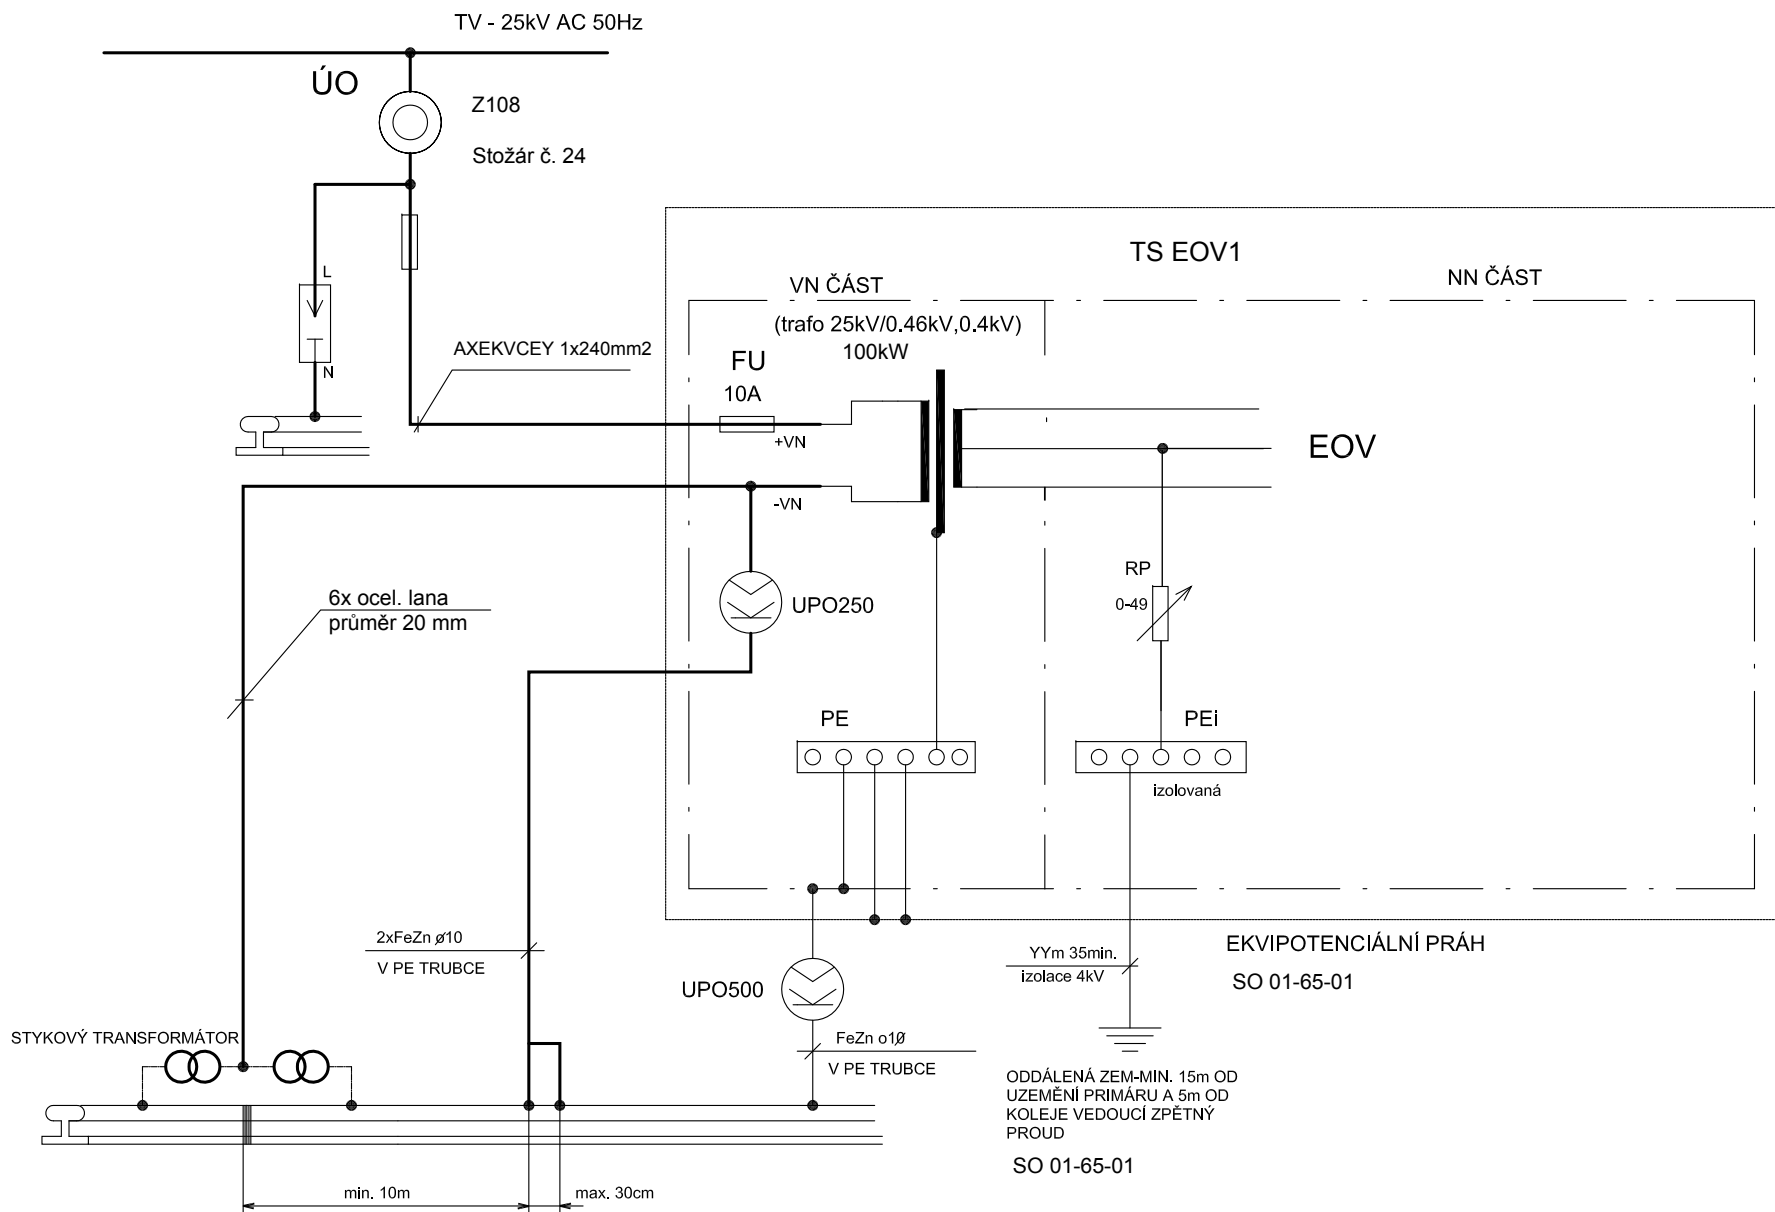 TV - 25kV AC 50Hz
ÚO
Z108
Stožár č. 24
L
N
AXEKVCEY 1x240mm2
TS EOV1
VN ČÁST
NN ČÁST
(trafo 25kV/0.46kV,0.4kV)
100kW
FU
10A
+VN
-VN
EOV
6x ocel. lana
průměr 20 mm
UPO250
RP
0-49
PE
PEi
izolovaná
2xFeZn ø10
V PE TRUBCE
UPO500
YYm 35min.
izolace 4kV
EKVIPOTENCIÁLNÍ PRÁH
SO 01-65-01
STYKOVÝ TRANSFORMÁTOR
FeZn o10
V PE TRUBCE
ODDÁLENÁ ZEM-MIN. 15m OD
UZEMĚNÍ PRIMÁRU A 5m OD
KOLEJE VEDOUCÍ ZPĚTNÝ
PROUD
SO 01-65-01
min. 10m
max. 30cm